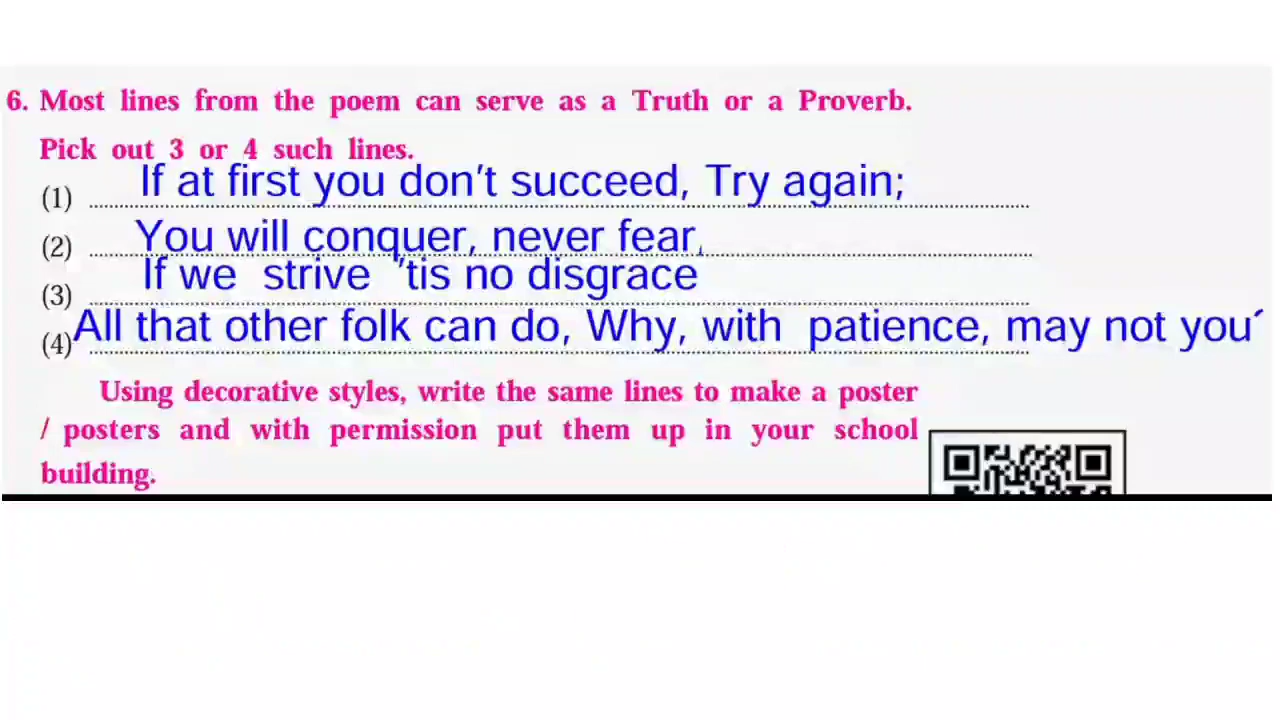 6. Most lines from the poem can serve as a Truth or a Proverb.
Pick out 3 or 4 such lines.
(1) If at first you don't succeed, Try again;
(2) You will conquer, never fear,
(3) If we strive 'tis no disgrace
(4) All that other folk can do, Why, with patience, may not you'
Using decorative styles, write the same lines to make a poster
/ posters and with permission put them up in your school
building.